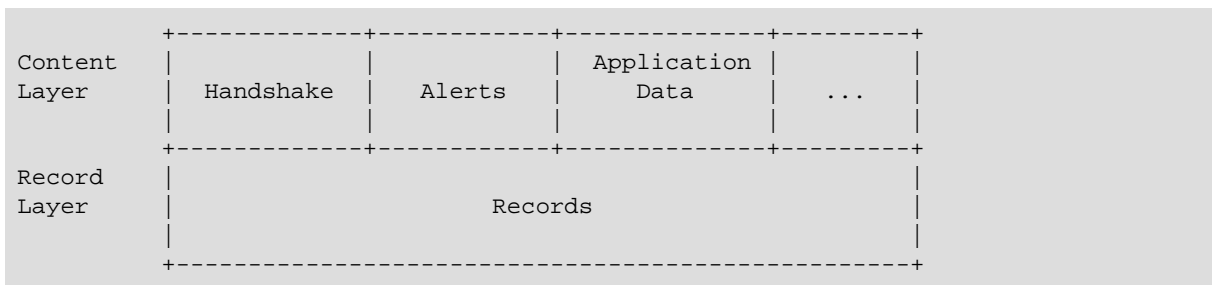 +-------------+------------+--------------+---------+
Content | | | Application | |
Layer | Handshake | Alerts | Data | ... |
| | | | |
+-------------+------------+--------------+---------+
Record | |
Layer | Records |
| |
+---------------------------------------------------+